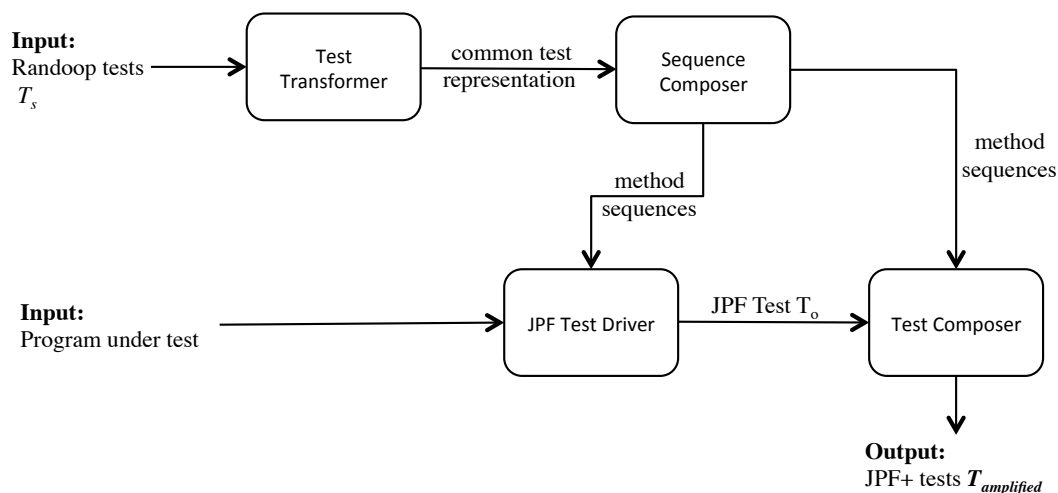 Input:
Randoop tests
T_s
Test
Transformer
common test
representation
Sequence
Composer
method
sequences
method
sequences
Input:
Program under test
JPF Test Driver
JPF Test T_o
Test Composer
Output:
JPF+ tests T_amplified